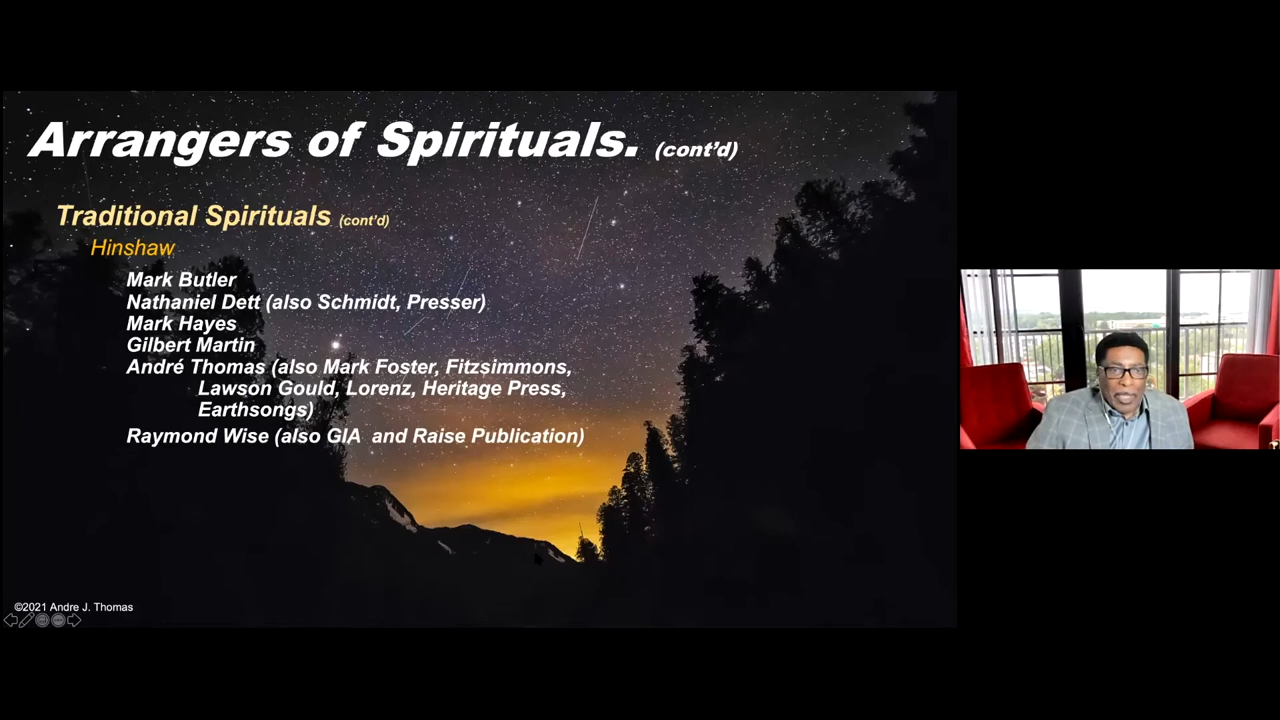 Arrangers of Spirituals. (cont’d)
Traditional Spirituals (cont’d)
Hinshaw
Mark Butler
Nathaniel Dett (also Schmidt, Presser)
Mark Hayes
Gilbert Martin
André Thomas (also Mark Foster, Fitzsimmons,
Lawson Gould, Lorenz, Heritage Press,
Earthsongs)
Raymond Wise (also GIA and Raise Publication)
©2021 Andre J. Thomas